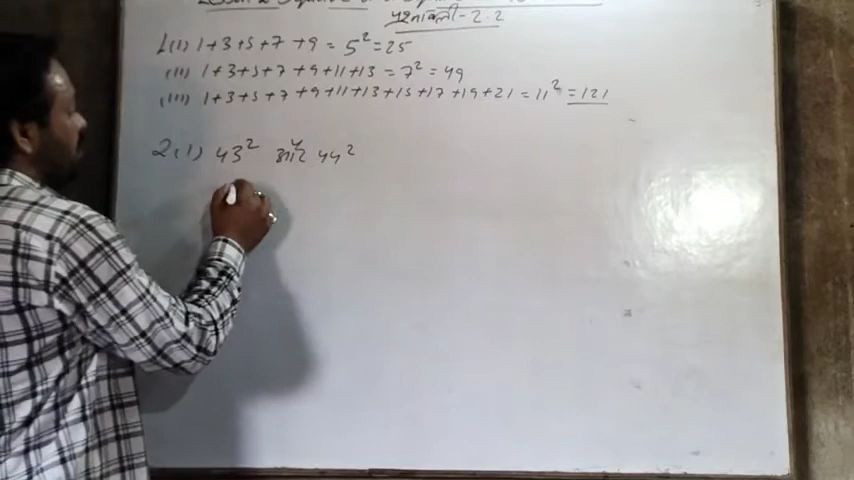 प्रश्नावली - 2.2
1(i) 1+3+5+7+9 = 5² = 25
(ii) 1+3+5+7+9+11+13 = 7² = 49
(iii) 1+3+5+7+9+11+13+15+17+19+21 = 11² = 121
2(i) 43² और 44²